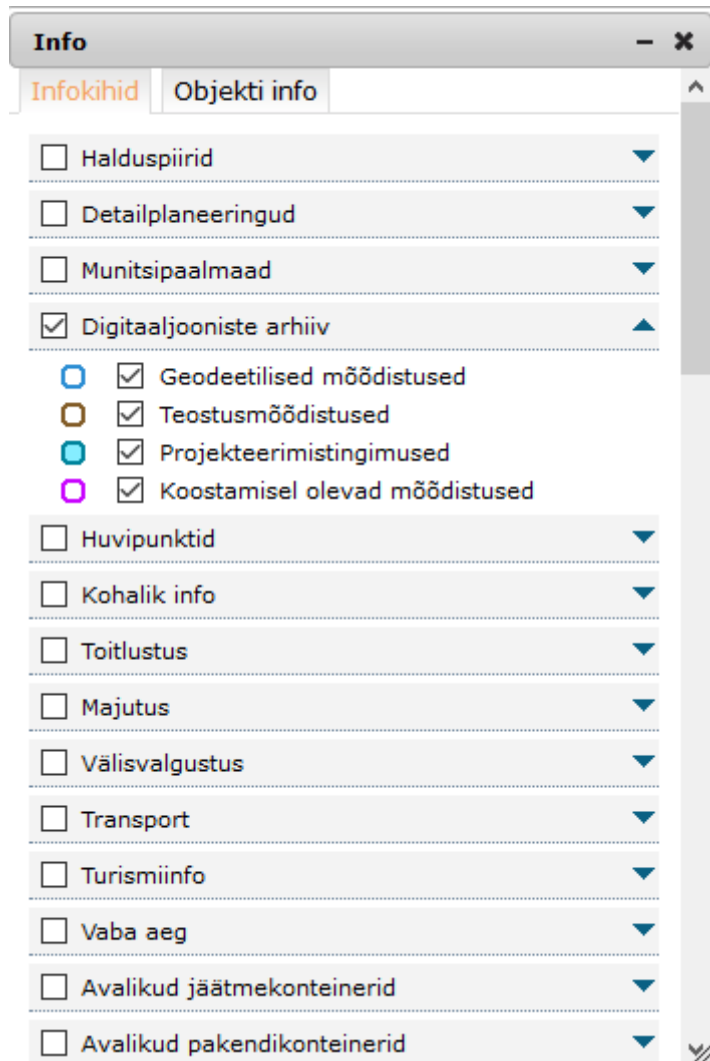 Info
Infokihid Objekti info
Halduspiirid
Detailplaneeringud
Munitsipaalmaad
Digitaaljooniste arhiiv
Geodeetilised mõõdistused
Teostusmõõdistused
Projekteerimistingimused
Koostamisel olevad mõõdistused
Huvipunktid
Kohalik info
Toitlustus
Majutus
Välisvalgustus
Transport
Turismiinfo
Vaba aeg
Avalikud jäätmekonteinerid
Avalikud pakendikonteinerid